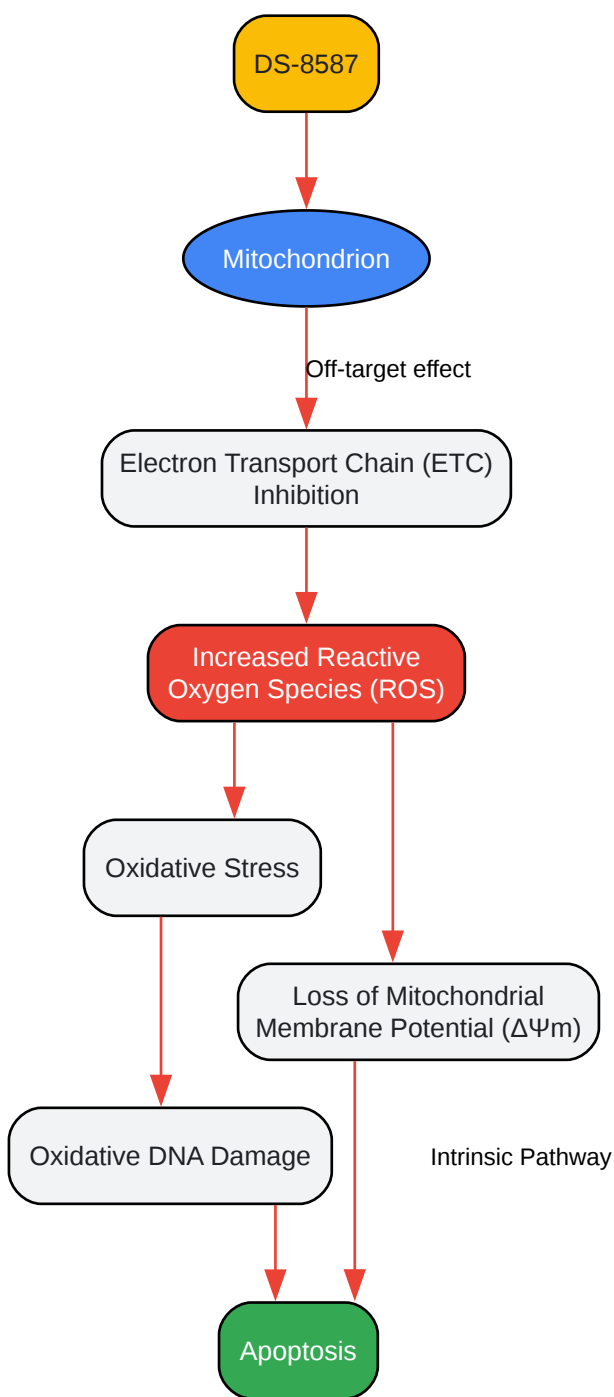 DS-8587
Mitochondrion
Off-target effect
Electron Transport Chain (ETC)
Inhibition
Increased Reactive
Oxygen Species (ROS)
Oxidative Stress
Loss of Mitochondrial
Membrane Potential (ΔΨm)
Oxidative DNA Damage
Intrinsic Pathway
Apoptosis